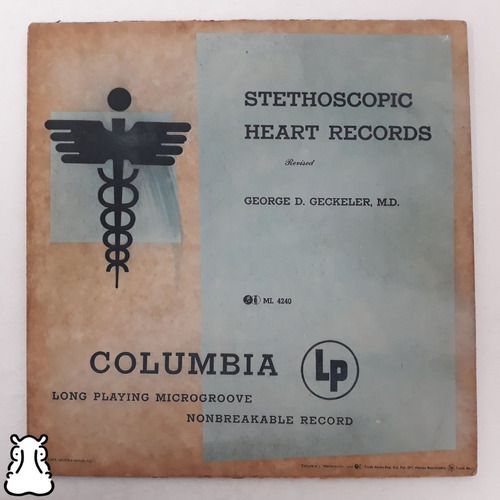 STETHOSCOPIC
HEART RECORDS
Revised
GEORGE D. GECKELER, M.D.
ML 4240
COLUMBIA Lp
LONG PLAYING MICROGROOVE
NONBREAKABLE RECORD